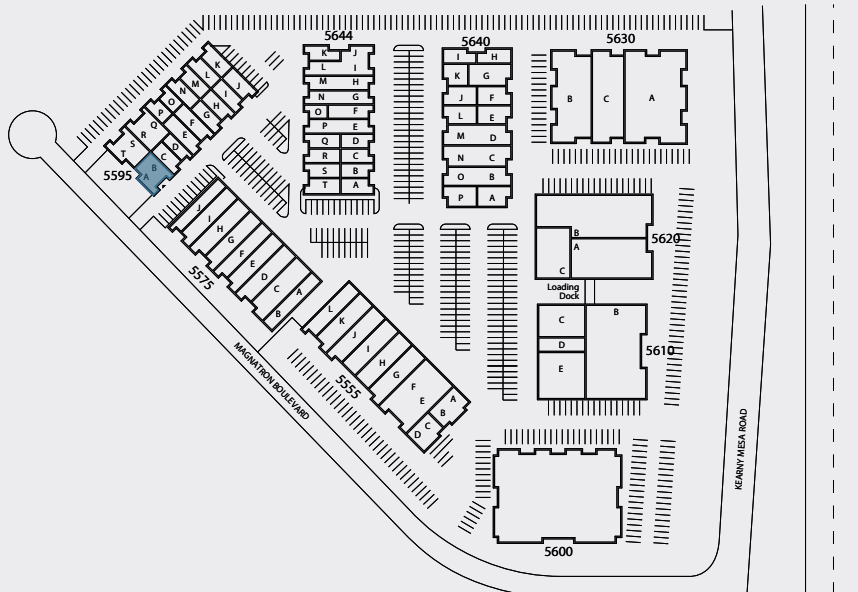 5644
5640
5630
K J
L I
M H
N G
O F
P E
Q D
R C
S B
T A
I H
K G
J F
L E
M D
N C
O B
P A
B C A
K
L
J
M
I
N
H
O
G
P
F
Q
E
R
D
S
C
T
B
A
5595
J
I
H
G
F
E
D
C
A
B
5575
B
A
C
5620
Loading
Dock
C
B
D
E
5610
L
K
J
I
H
G
F
E
A
B
C
D
5555
MAGNATRON BOULEVARD
KEARNY MESA ROAD
5600